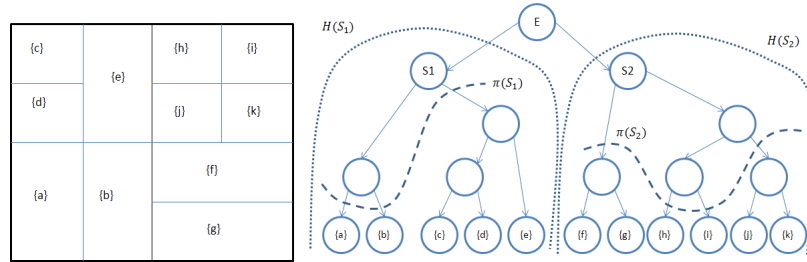 {c}
{e}
{h}
{i}
{d}
{j}
{k}
{a}
{b}
{f}
{g}
H(S₁)
E
H(S₂)
S1
S2
π(S₁)
π(S₂)
{a} {b} {c} {d} {e} {f} {g} {h} {i} {j} {k}